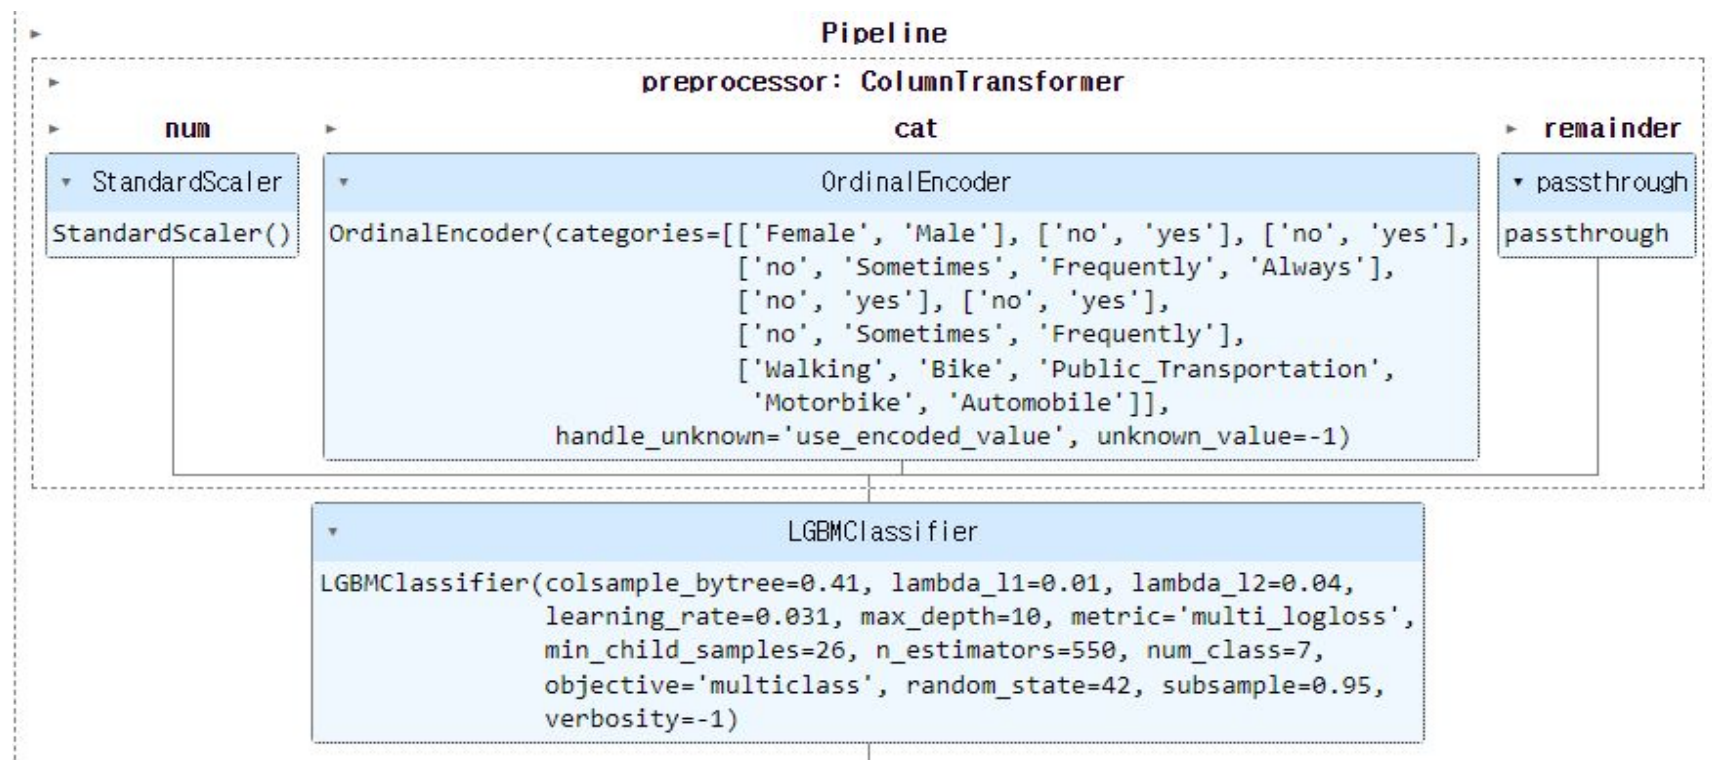 Pipeline
preprocessor: ColumnTransformer
num
cat
remainder
StandardScaler
StandardScaler()
OrdinalEncoder
OrdinalEncoder(categories=[['Female', 'Male'], ['no', 'yes'], ['no', 'yes'],
['no', 'Sometimes', 'Frequently', 'Always'],
['no', 'yes'], ['no', 'yes'],
['no', 'Sometimes', 'Frequently'],
['Walking', 'Bike', 'Public_Transportation',
'Motorbike', 'Automobile']],
handle_unknown='use_encoded_value', unknown_value=-1)
passthrough
passthrough
LGBMClassifier
LGBMClassifier(colsample_bytree=0.41, lambda_l1=0.01, lambda_l2=0.04,
learning_rate=0.031, max_depth=10, metric='multi_logloss',
min_child_samples=26, n_estimators=550, num_class=7,
objective='multiclass', random_state=42, subsample=0.95,
verbosity=-1)